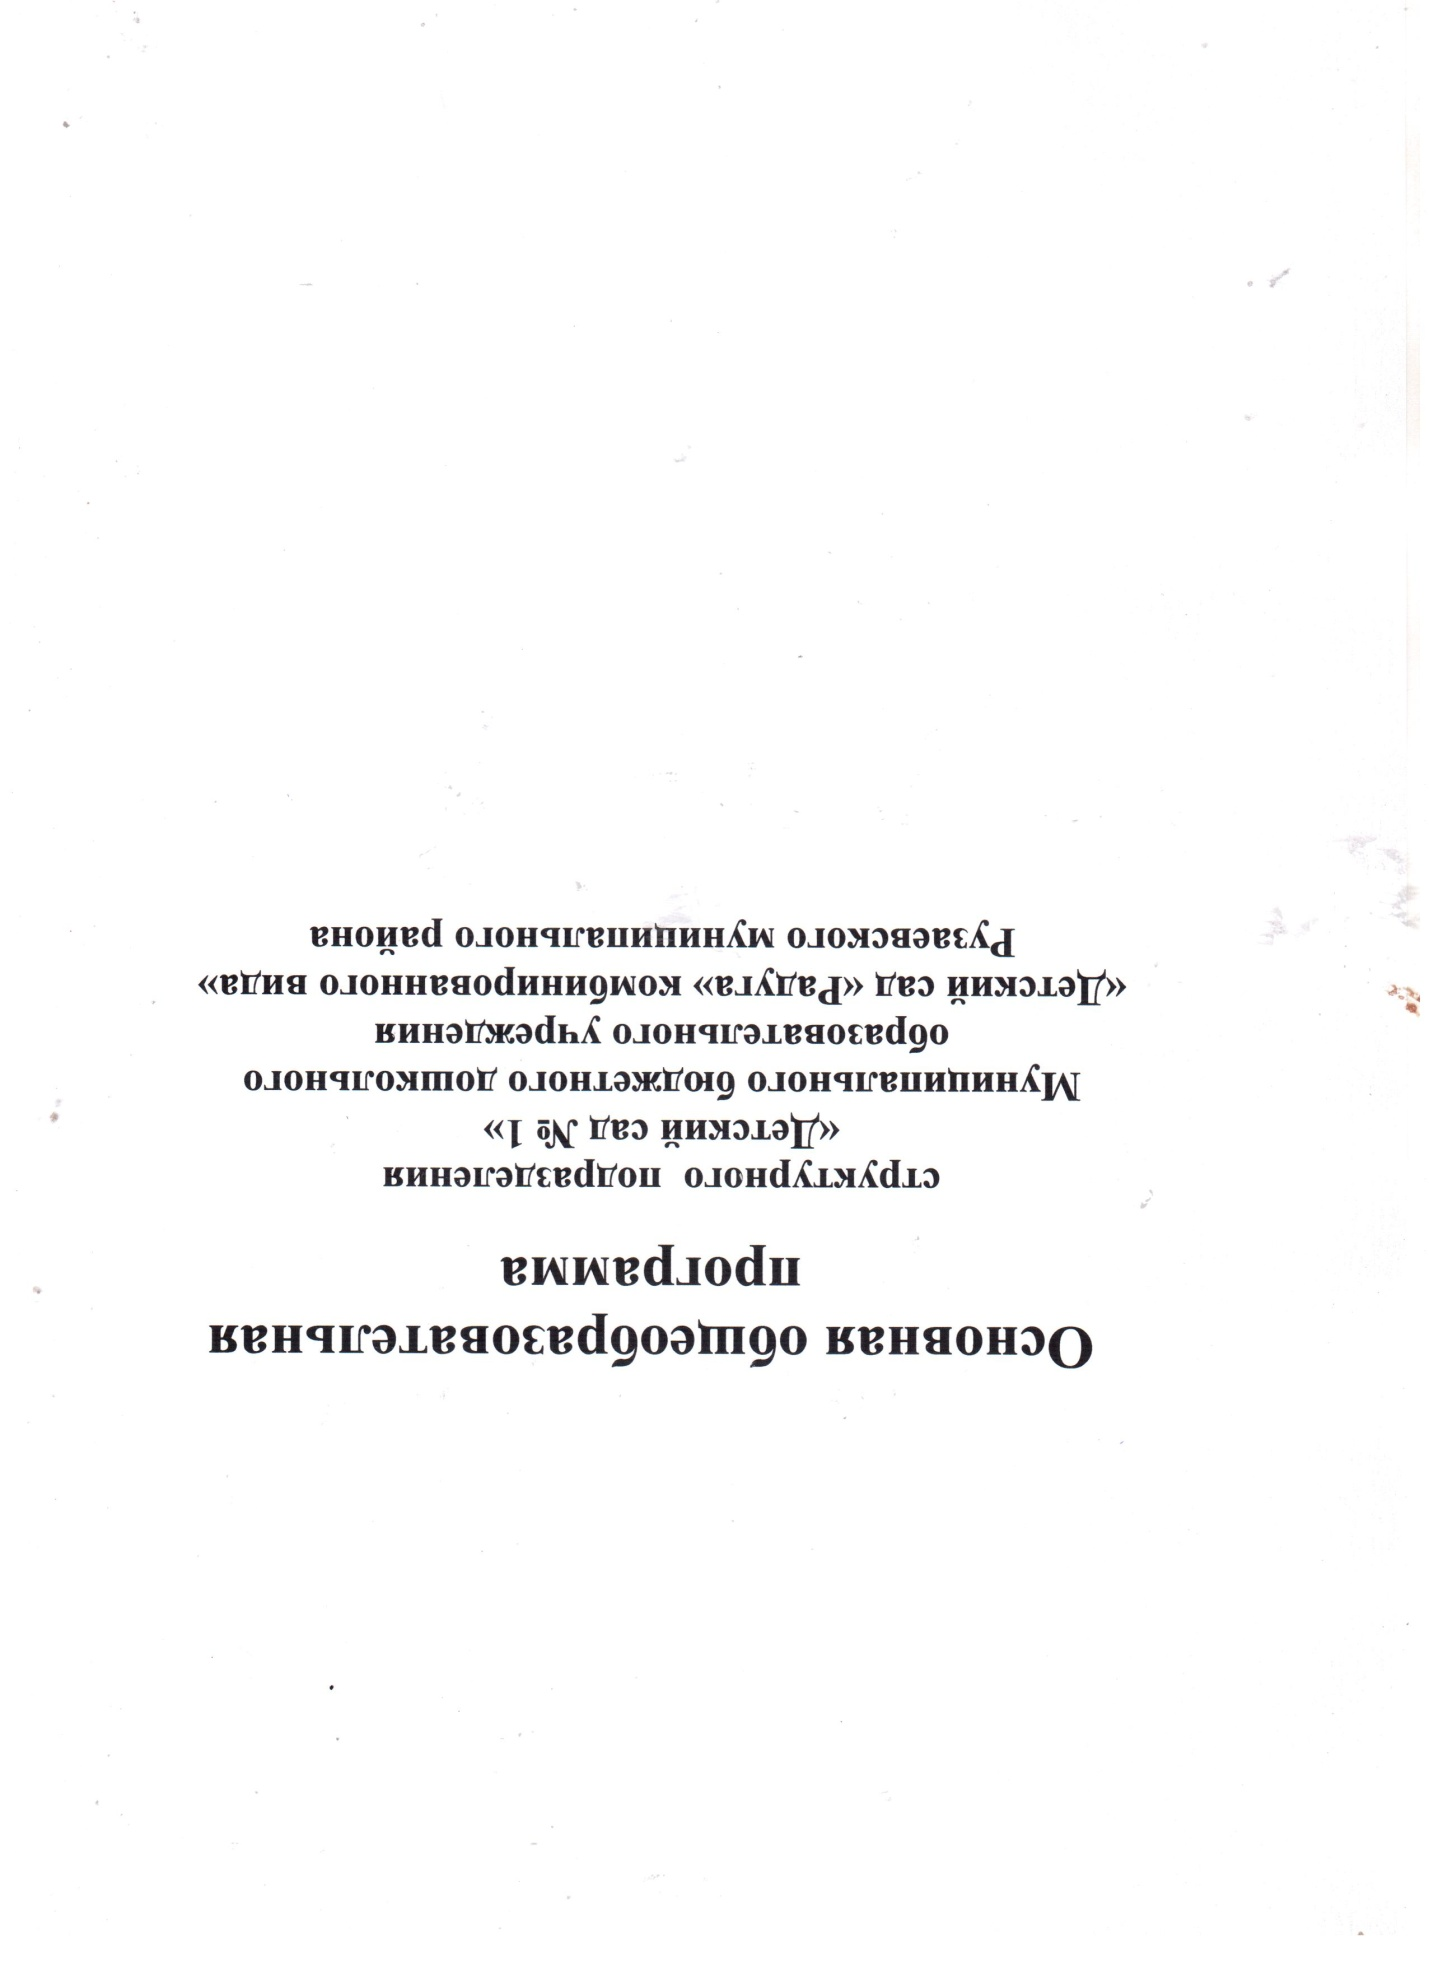 Основная общеобразовательная
программа
структурного подразделения
«Детский сад № 1»
Муниципального бюджетного дошкольного
образовательного учреждения
«Детский сад «Радуга» комбинированного вида»
Рузаевского муниципального района